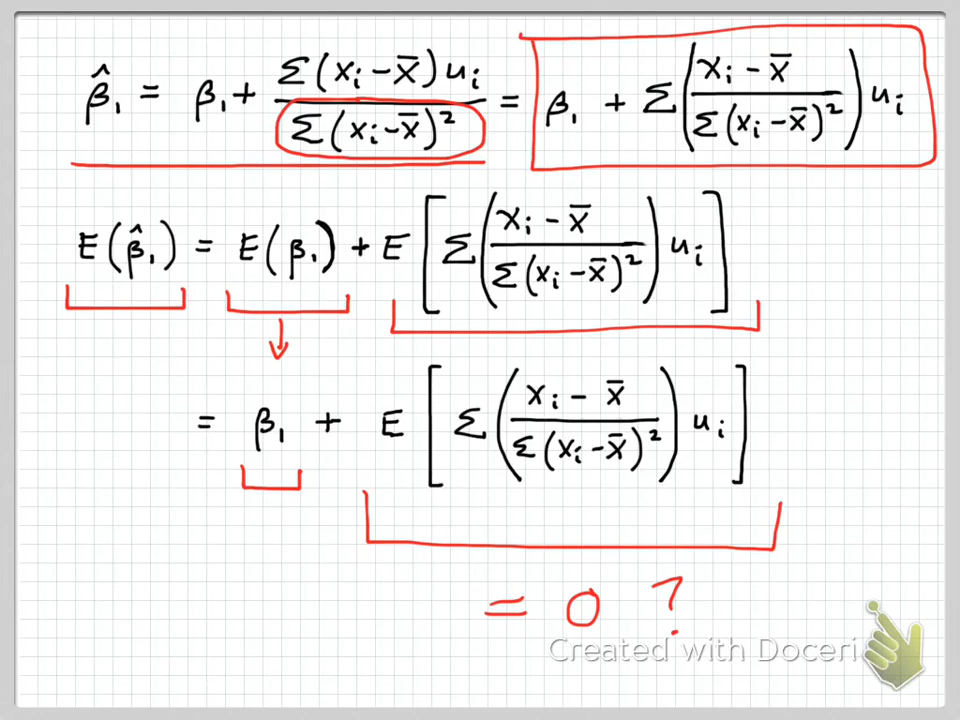 β̂₁ = β₁ + Σ(xᵢ-x̄)uᵢ / Σ(xᵢ-x̄)² = β₁ + Σ(xᵢ-x̄ / Σ(xᵢ-x̄)²)uᵢ
E(β̂₁) = E(β₁) + E[Σ(xᵢ-x̄ / Σ(xᵢ-x̄)²)uᵢ]
= β₁ + E[Σ(xᵢ-x̄ / Σ(xᵢ-x̄)²)uᵢ]
= 0 ?
Created with Doceri